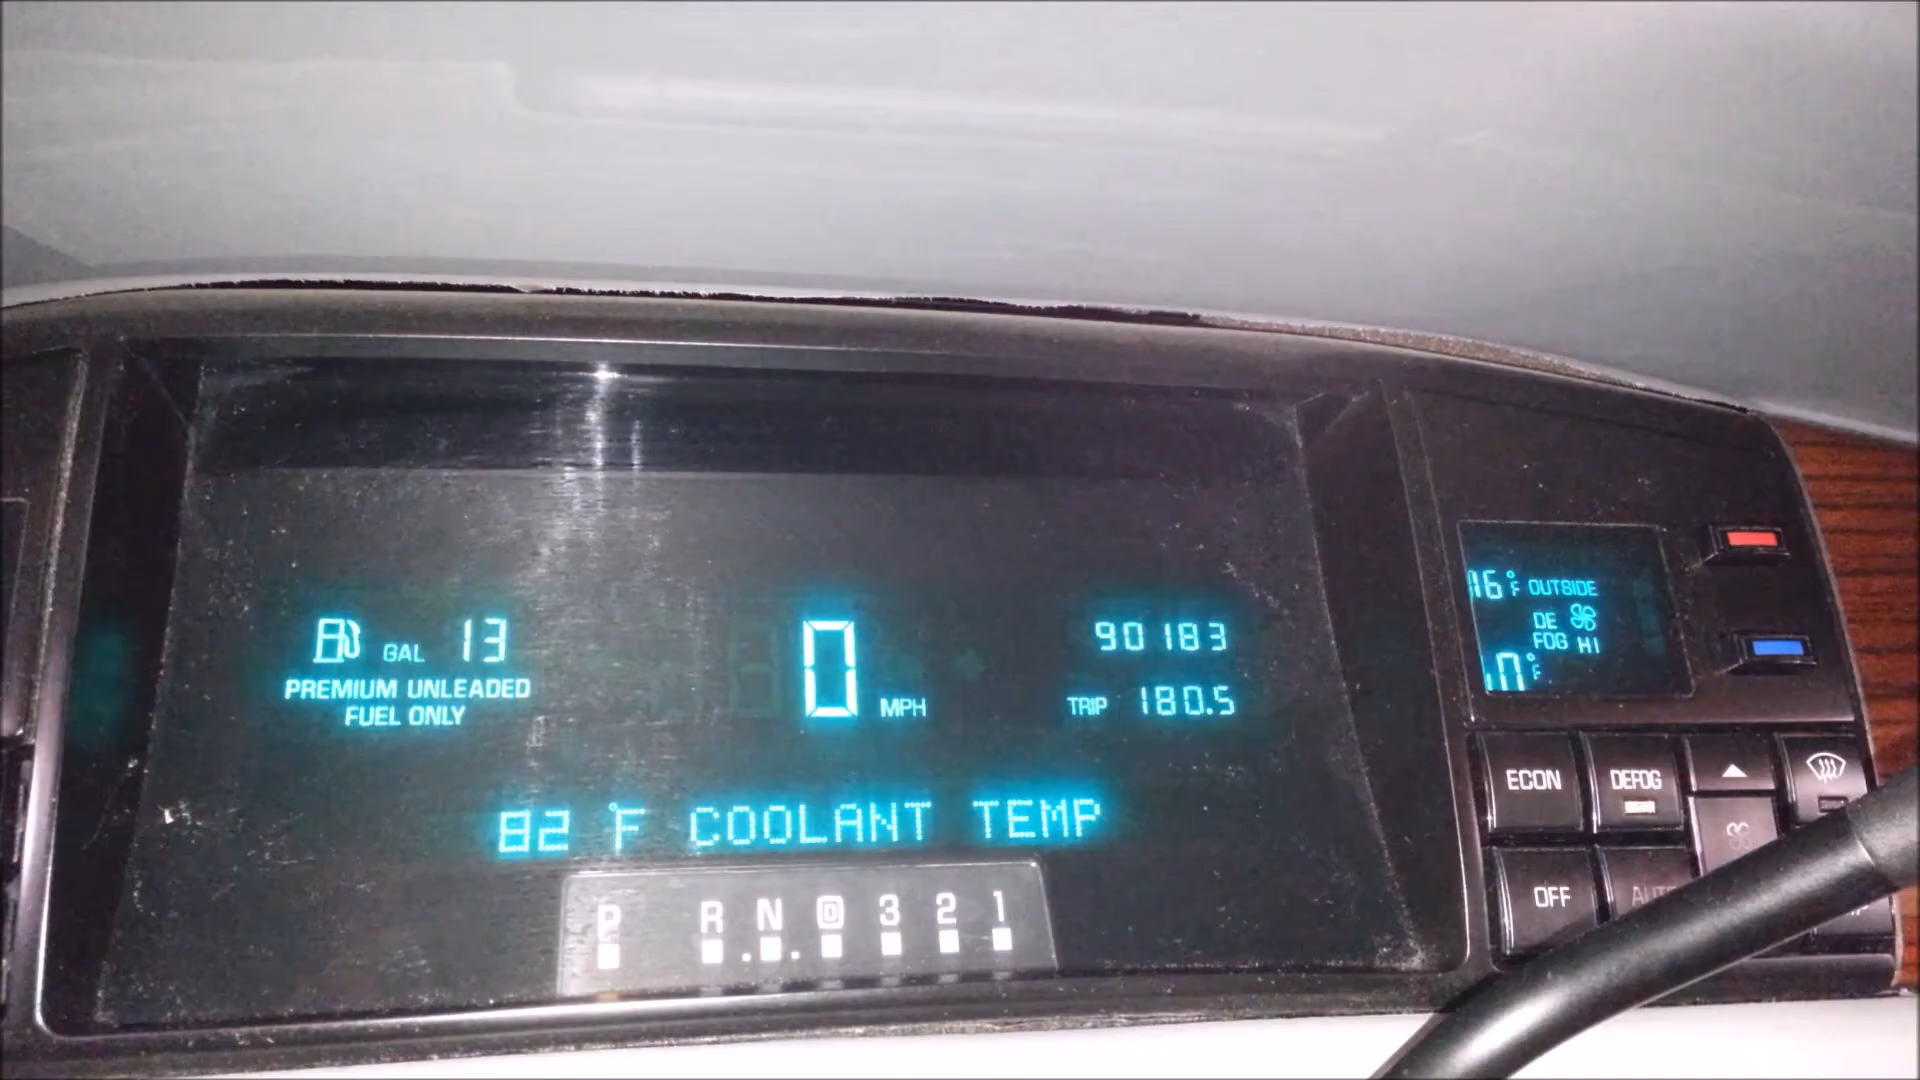 GAL 13
PREMIUM UNLEADED
FUEL ONLY
0 MPH
90183
TRIP 180.5
82 °F COOLANT TEMP
P R N D 3 2 1
16°F OUTSIDE
DE
FOG HI
°F
ECON
DEFOG
OFF